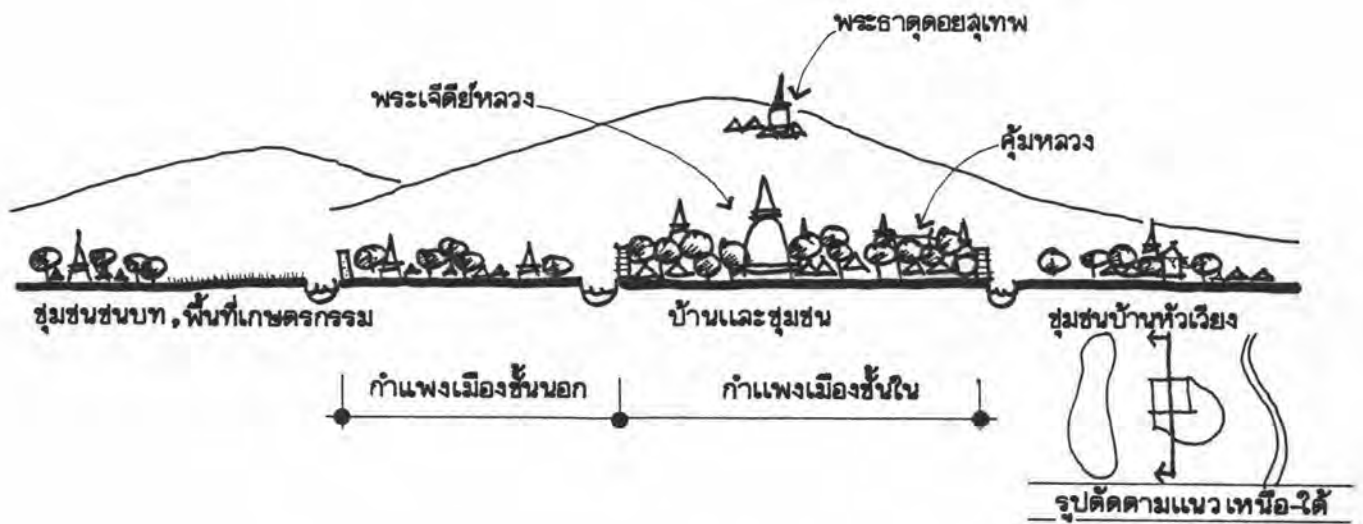 พระธาตุดอยสุเทพ
พระเจีดีย์หลวง
คุ้มหลวง
ชุมชนชนบท , พื้นที่เกษตรกรรม
บ้านและชุมชน
ชุมชนบ้านหัวเวียง
กำแพงเมืองชั้นนอก
กำแพงเมืองชั้นใน
รูปตัดตามแนว เหนือ-ใต้